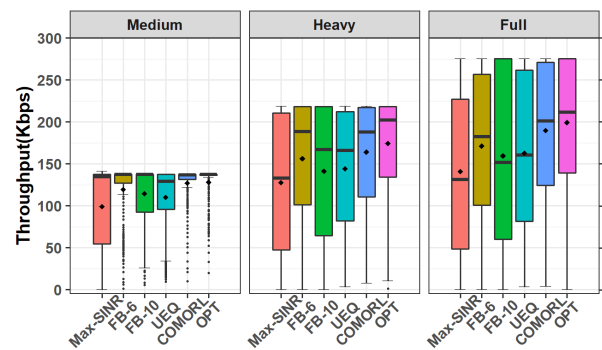 Medium Heavy Full
Throughput(Kbps)
300
250
200
150
100
50
0
Max-SINR FB-6 FB-10 UEQ COMORL OPT
Max-SINR FB-6 FB-10 UEQ COMORL OPT
Max-SINR FB-6 FB-10 UEQ COMORL OPT